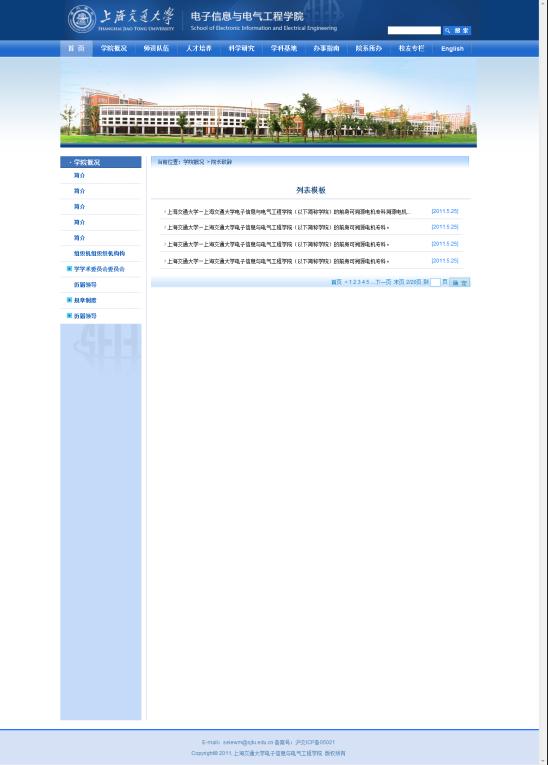 上海交通大学
SHANGHAI JIAO TONG UNIVERSITY
电子信息与电气工程学院
School of Electronic Information and Electrical Engineering
搜 索
首 页 学院概况 师资队伍 人才培养 科学研究 学科基地 办事指南 院系所办 校友专栏 English
· 学院概况
简介
简介
简介
简介
简介
组织机组织织机构构
学学术委员会委员会
历届领导
规章制度
历届领导
当前位置：学院概况 > 院长致辞
列表模板
› 上海交通大学－上海交通大学电子信息与电气工程学院（以下简称学院）的前身可溯源电机专科溯源电机... [2011.5.25]
› 上海交通大学－上海交通大学电子信息与电气工程学院（以下简称学院）的前身可溯源电机专科 [2011.5.25]
› 上海交通大学－上海交通大学电子信息与电气工程学院（以下简称学院）的前身可溯源电机专科 [2011.5.25]
› 上海交通大学－上海交通大学电子信息与电气工程学院（以下简称学院）的前身可溯源电机专科 [2011.5.25]
首页 < 1 2 3 4 5 ... 下一页 末页 2/20页 到 页 确 定
E-mail: seiewm@sjtu.edu.cn 备案号：沪交ICP备05021
Copyright© 2011 上海交通大学电子信息与电气工程学院 版权所有